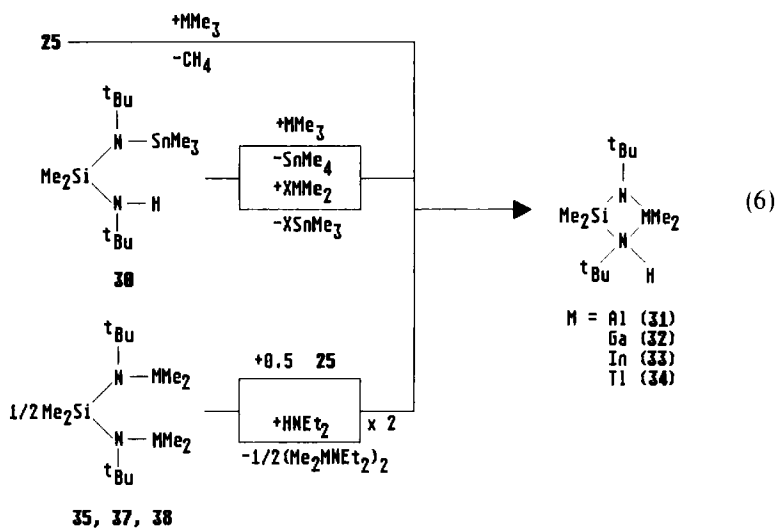 +MMe3
25
-CH4
tBu
N
SnMe3
Me2Si
N
H
tBu
30
+MMe3
-SnMe4
+XMMe2
-XSnMe3
tBu
N
Me2Si
MMe2
N
tBu
H
(6)
M = Al (31)
Ga (32)
In (33)
Tl (34)
tBu
N
MMe2
1/2Me2Si
N
MMe2
tBu
+0.5 25
+HNEt2
x 2
-1/2(Me2MNEt2)2
35, 37, 38